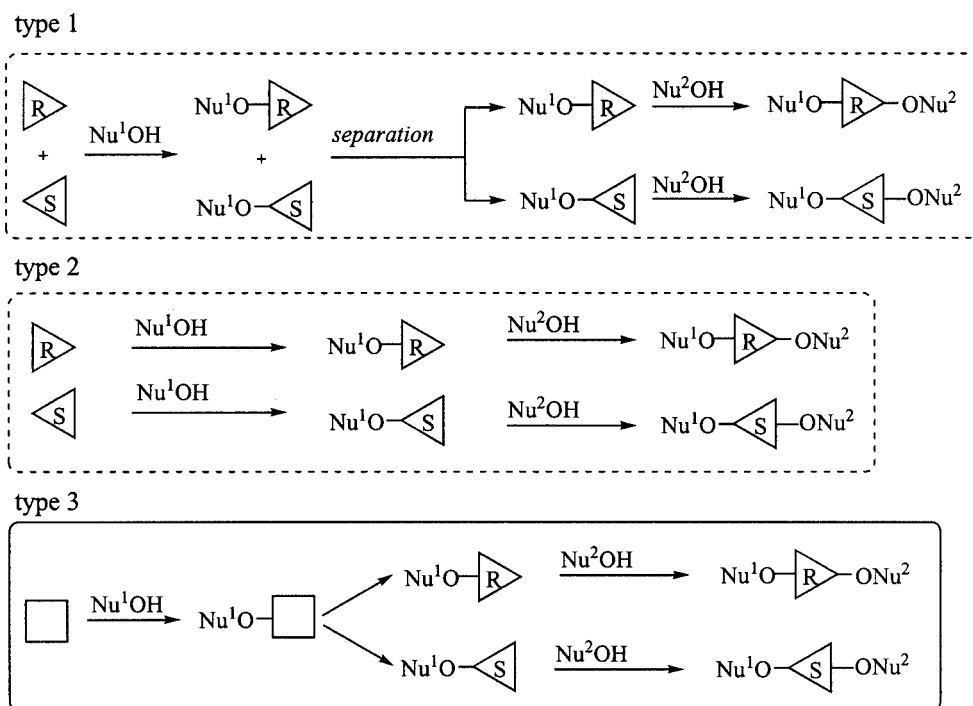 type 1
R
+
S
Nu¹OH
Nu¹O R
+
Nu¹O S
separation
Nu¹O R Nu²OH Nu¹O R ONu²
Nu¹O S Nu²OH Nu¹O S ONu²
type 2
R Nu¹OH Nu¹O R Nu²OH Nu¹O R ONu²
S Nu¹OH Nu¹O S Nu²OH Nu¹O S ONu²
type 3
Nu¹OH Nu¹O
Nu¹O R Nu²OH Nu¹O R ONu²
Nu¹O S Nu²OH Nu¹O S ONu²